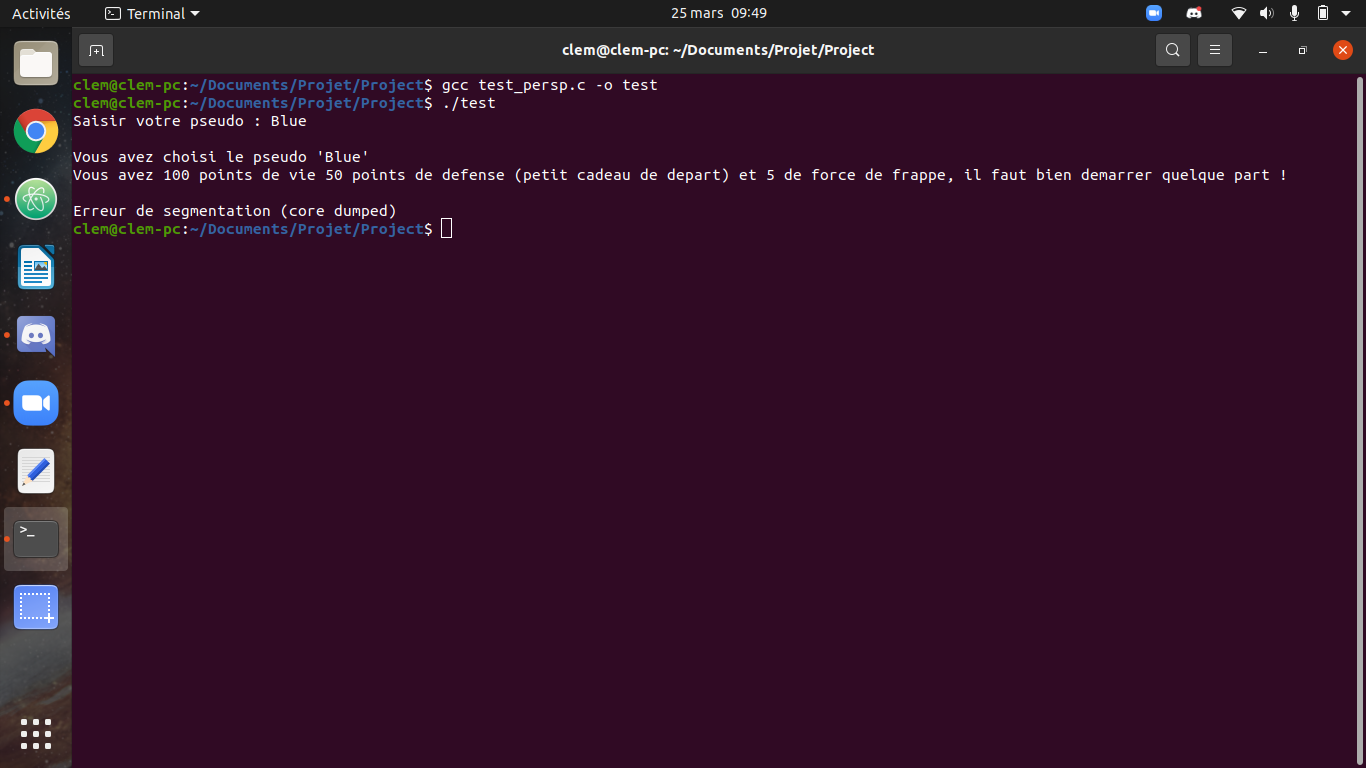 Activités
Terminal
25 mars 09:49
clem@clem-pc: ~/Documents/Projet/Project
clem@clem-pc:~/Documents/Projet/Project$ gcc test_persp.c -o test
clem@clem-pc:~/Documents/Projet/Project$ ./test
Saisir votre pseudo : Blue
Vous avez choisi le pseudo 'Blue'
Vous avez 100 points de vie 50 points de defense (petit cadeau de depart) et 5 de force de frappe, il faut bien demarrer quelque part !
Erreur de segmentation (core dumped)
clem@clem-pc:~/Documents/Projet/Project$